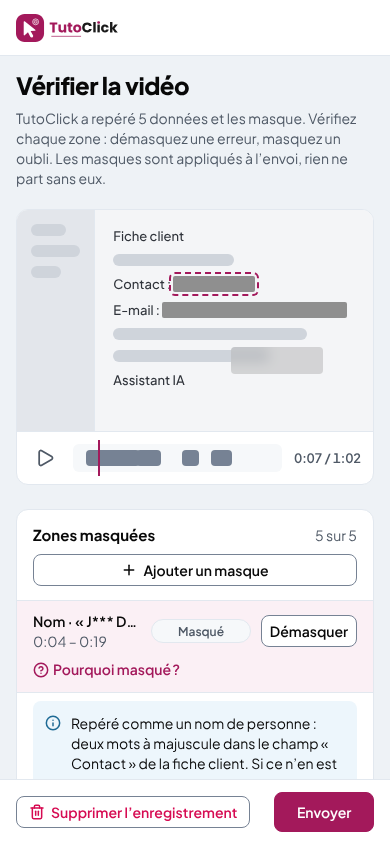 TutoClick
Vérifier la vidéo
TutoClick a repéré 5 données et les masque. Vérifiez
chaque zone : démasquez une erreur, masquez un
oubli. Les masques sont appliqués à l’envoi, rien ne
part sans eux.
Fiche client
Contact :
E-mail :
Assistant IA
0:07 / 1:02
Zones masquées
5 sur 5
+ Ajouter un masque
Nom · « J*** D…
0:04 – 0:19
Masqué
Démasquer
Pourquoi masqué ?
Repéré comme un nom de personne :
deux mots à majuscule dans le champ «
Contact » de la fiche client. Si ce n’en est
Supprimer l’enregistrement
Envoyer